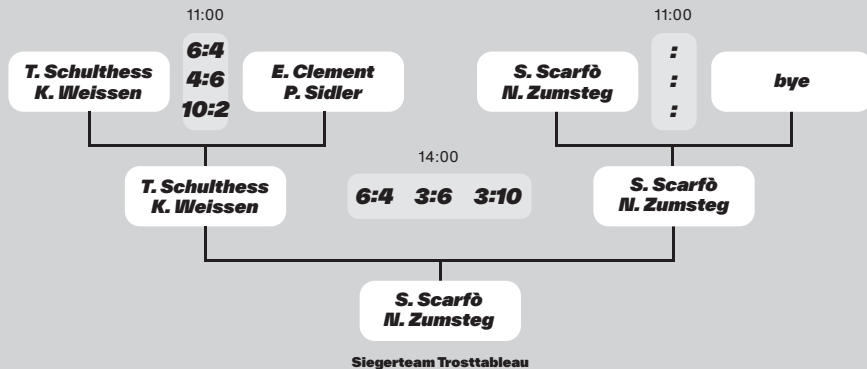 11:00
11:00
T. Schulthess
K. Weissen
6:4
4:6
10:2
E. Clement
P. Sidler
S. Scarfò
N. Zumsteg
:
:
:
bye
14:00
T. Schulthess
K. Weissen
6:4 3:6 3:10
S. Scarfò
N. Zumsteg
S. Scarfò
N. Zumsteg
Siegerteam Trosttableau